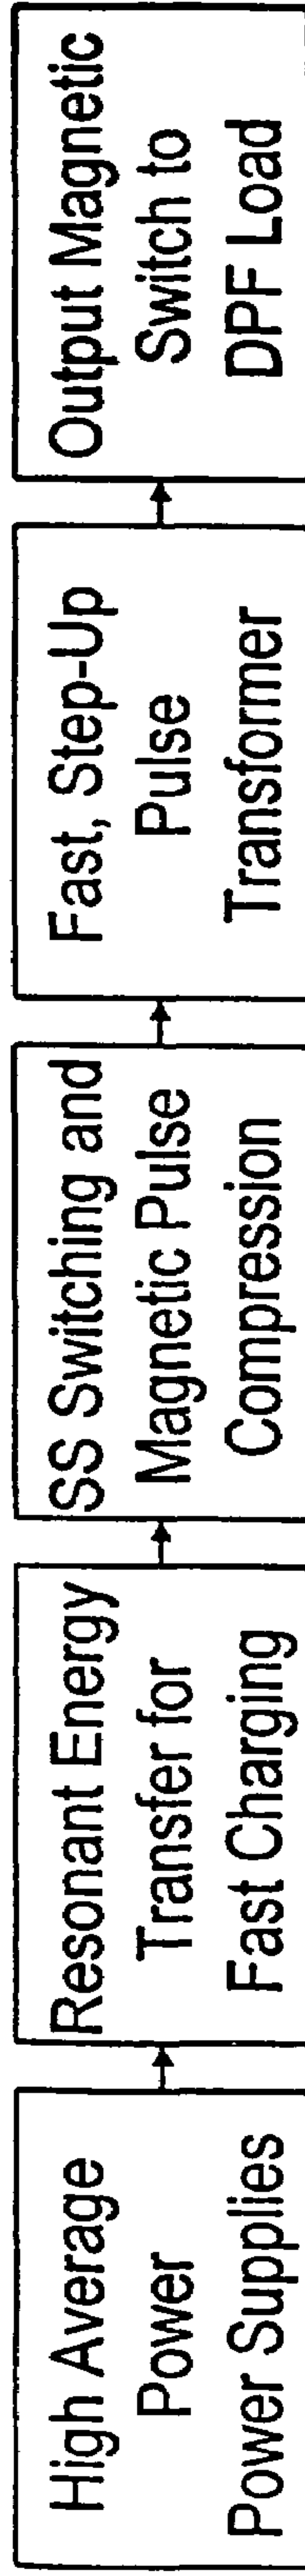 High Average
Power
Power Supplies
Resonant Energy
Transfer for
Fast Charging
SS Switching and
Magnetic Pulse
Compression
Fast, Step-Up
Pulse
Transformer
Output Magnetic
Switch to
DPF Load